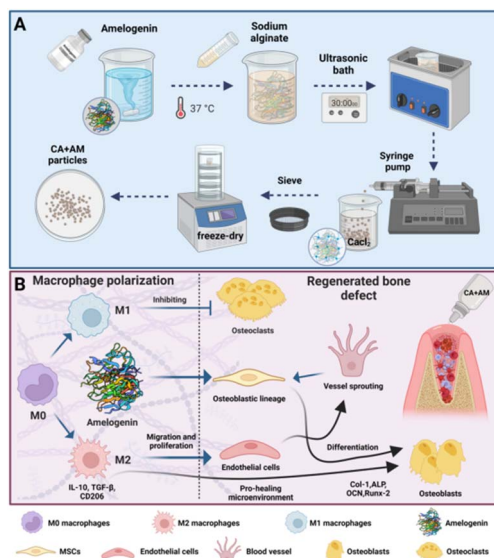 A
Amelogenin
Sodium
alginate
Ultrasonic
bath
37 °C
30:00
CA+AM
particles
freeze-dry
Sieve
Syringe
pump
Cacl₂
B
Macrophage polarization
Regenerated bone
defect
CA+AM
M1
Inhibiting
Osteoclasts
M0
Amelogenin
Osteoblastic lineage
Vessel sprouting
Migration and
proliferation
M2
Endothelial cells
Differentiation
IL-10, TGF-β,
CD206
Pro-healing
microenvironment
Col-1,ALP,
OCN,Runx-2
Osteoblasts
M0 macrophages
M2 macrophages
M1 macrophages
Amelogenin
MSCs
Endothelial cells
Blood vessel
Osteoblasts
Osteoclasts